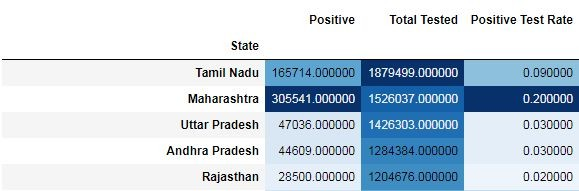 Positive Total Tested Positive Test Rate
State
Tamil Nadu 165714.000000 1879499.000000 0.090000
Maharashtra 305541.000000 1526037.000000 0.200000
Uttar Pradesh 47036.000000 1426303.000000 0.030000
Andhra Pradesh 44609.000000 1284384.000000 0.030000
Rajasthan 28500.000000 1204676.000000 0.020000